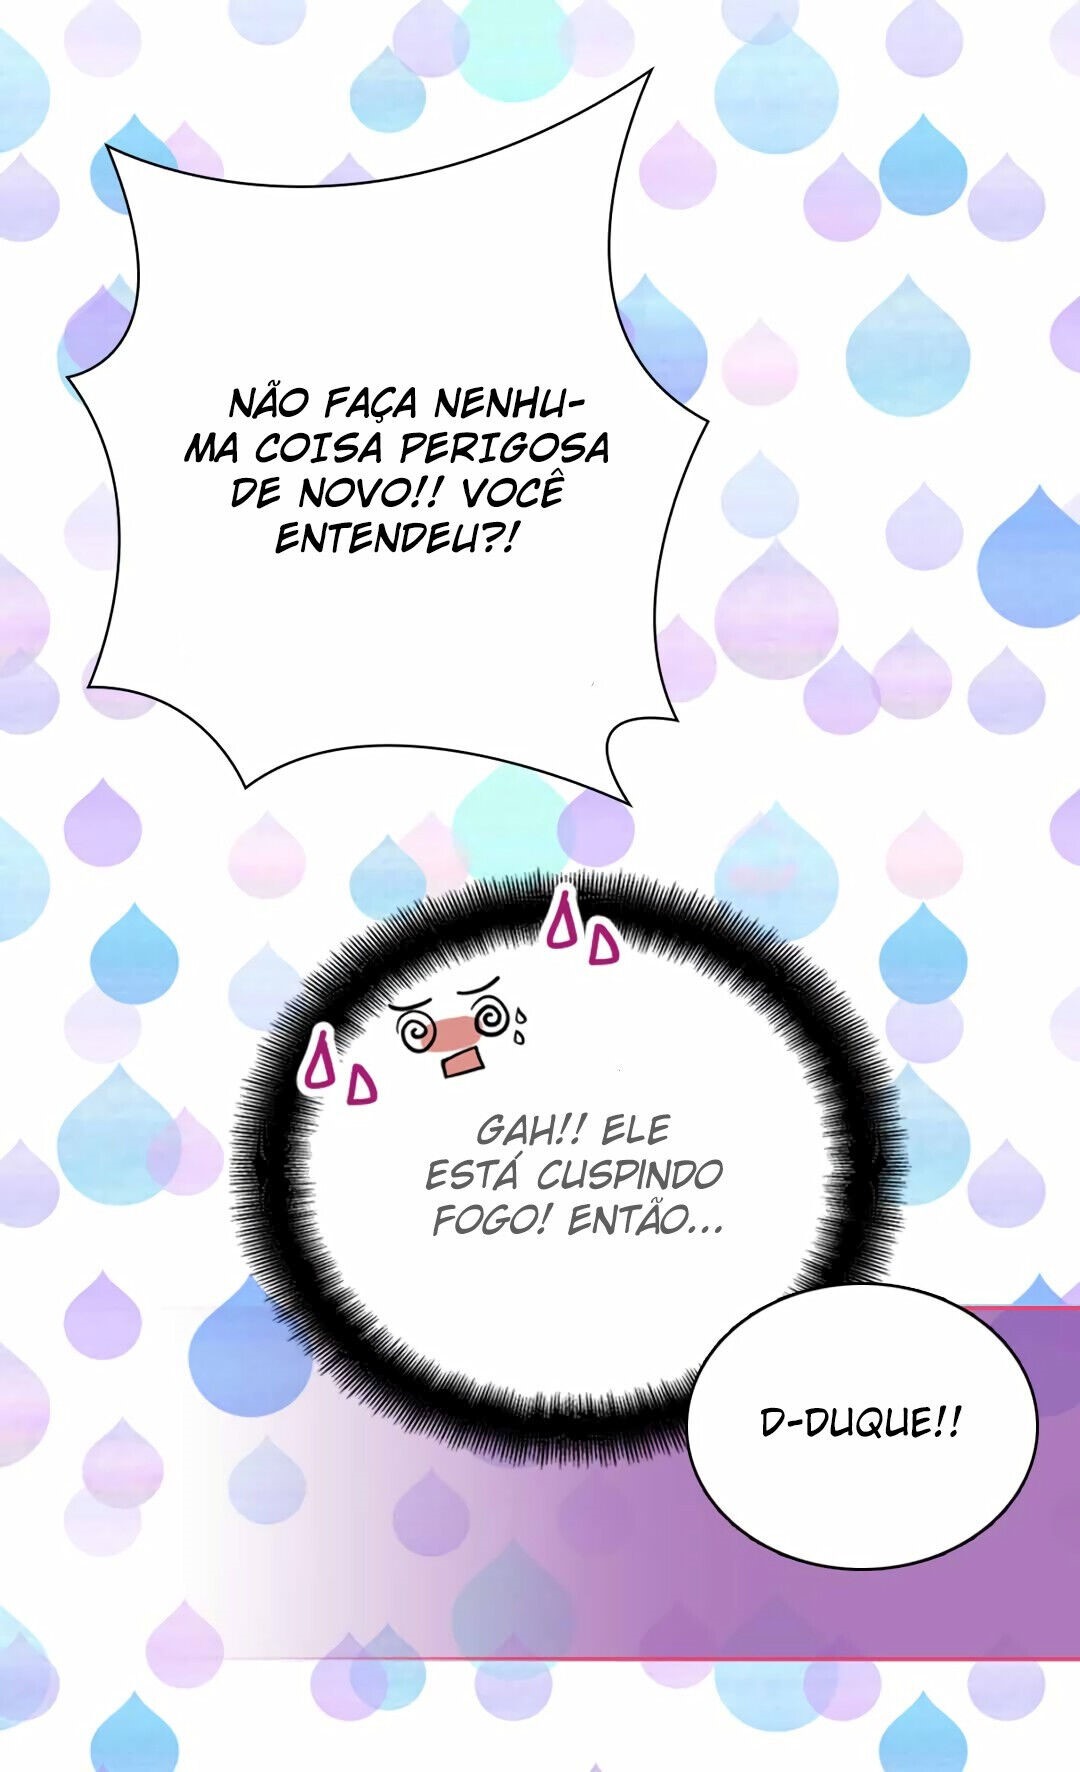 NÃO FAÇA NENHU-
MA COISA PERIGOSA
DE NOVO!! VOCÊ
ENTENDEU?!
GAH!! ELE
ESTÁ CUSPINDO
FOGO! ENTÃO...
D-DUQUE!!